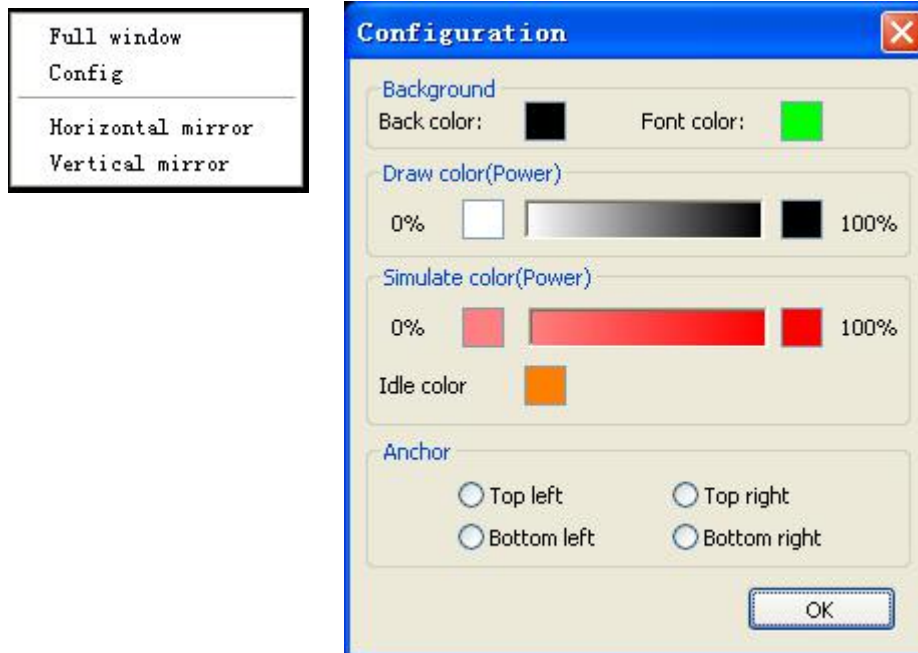 Full window
Config
Horizontal mirror
Vertical mirror
Configuration
Background
Back color: Font color:
Draw color(Power)
0% 100%
Simulate color(Power)
0% 100%
Idle color
Anchor
Top left Top right
Bottom left Bottom right
OK